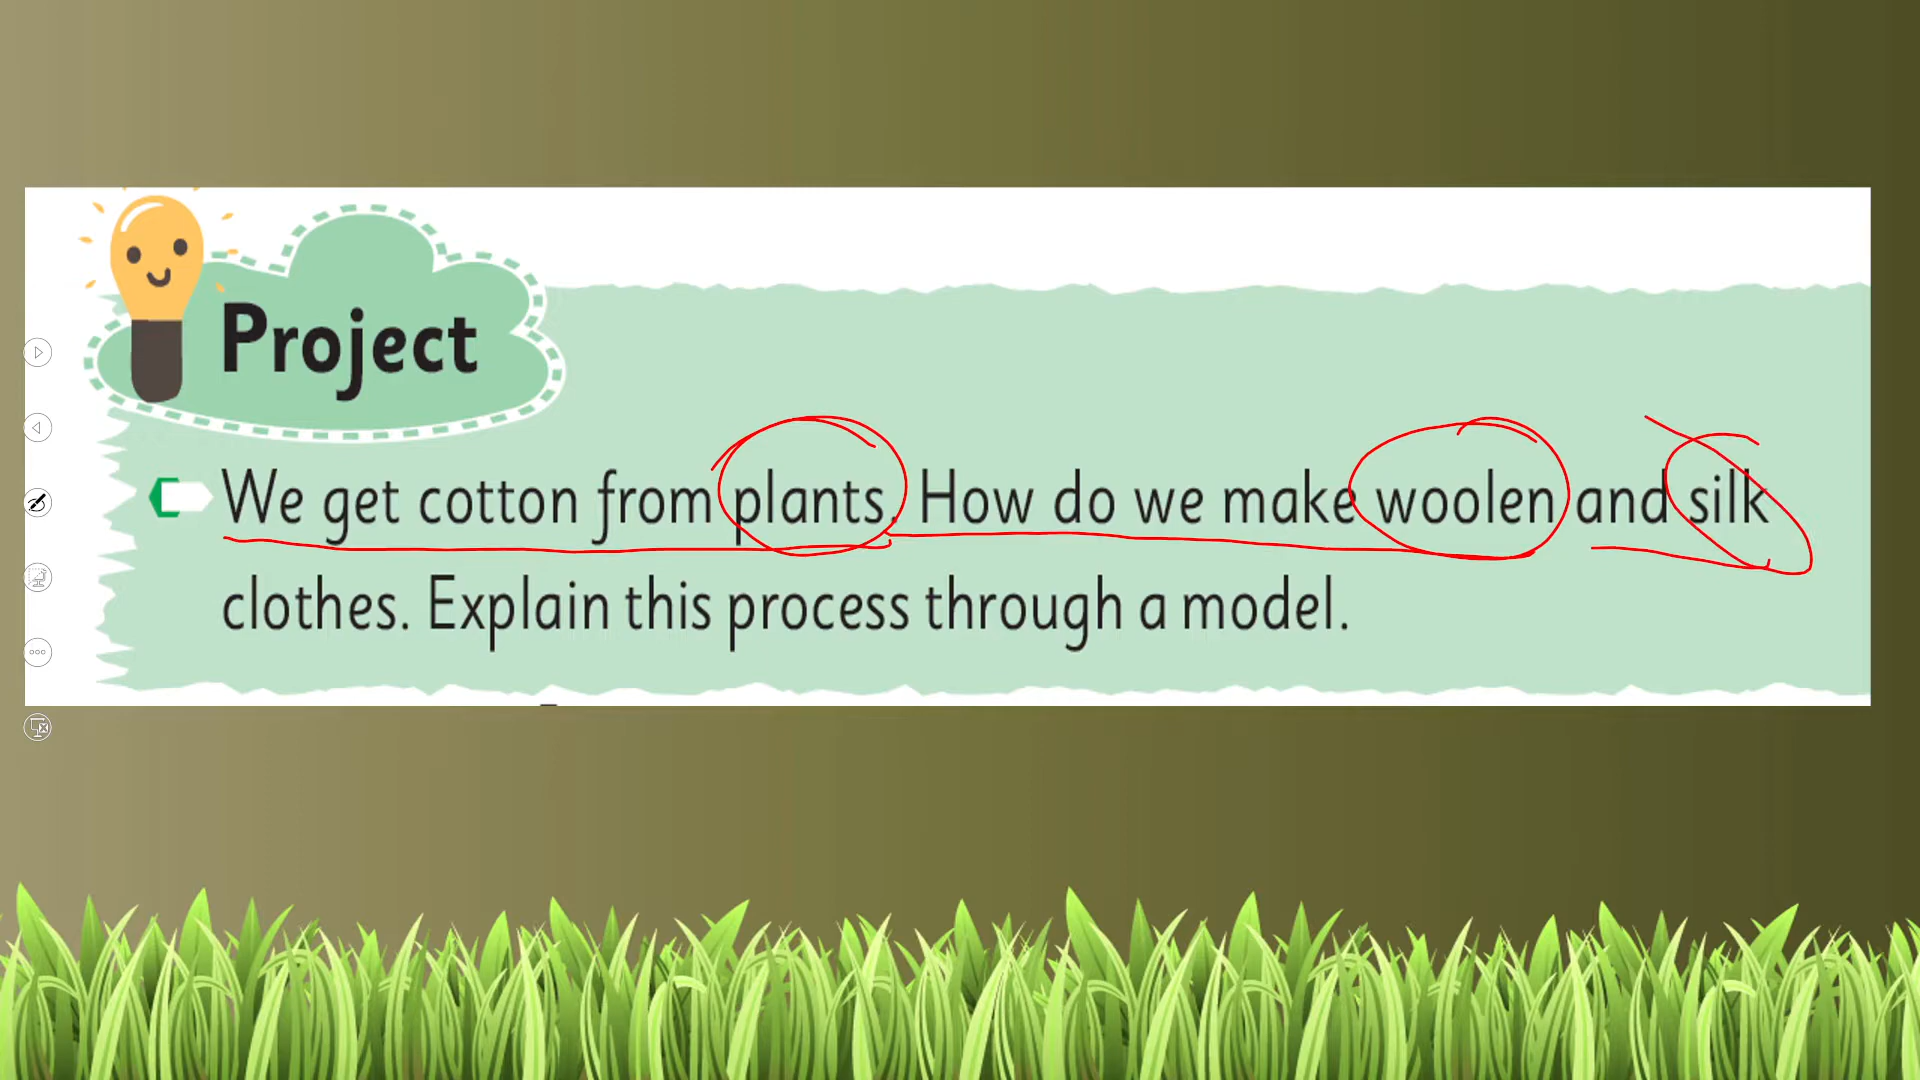 Project
We get cotton from plants. How do we make woolen and silk
clothes. Explain this process through a model.